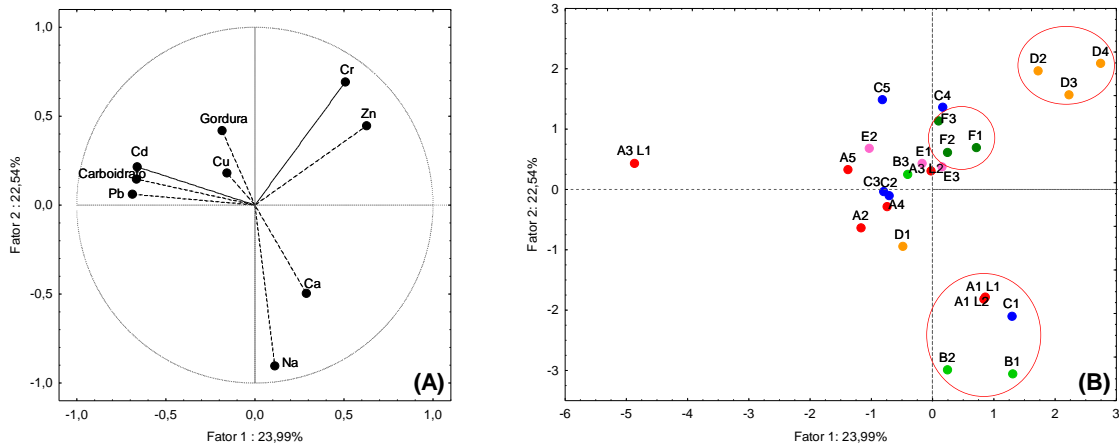 1,0
0,5
0,0
-0,5
-1,0
Fator 2 : 22,54%
Cr
Zn
Gordura
Cu
Cd
Carboidrato
Pb
Ca
Na
(A)
-1,0
-0,5
0,0
0,5
1,0
Fator 1 : 23,99%
3
2
1
0
-1
-2
-3
Fator 2: 22,54%
D2
D4
D3
C5
C4
F3
F2
F1
E2
E1
A3 L1
A5
B3
A3 L2
E3
C3
C2
A4
A2
D1
A1 L1
A1 L2
C1
B2
B1
(B)
-6
-5
-4
-3
-2
-1
0
1
2
3
Fator 1: 23,99%